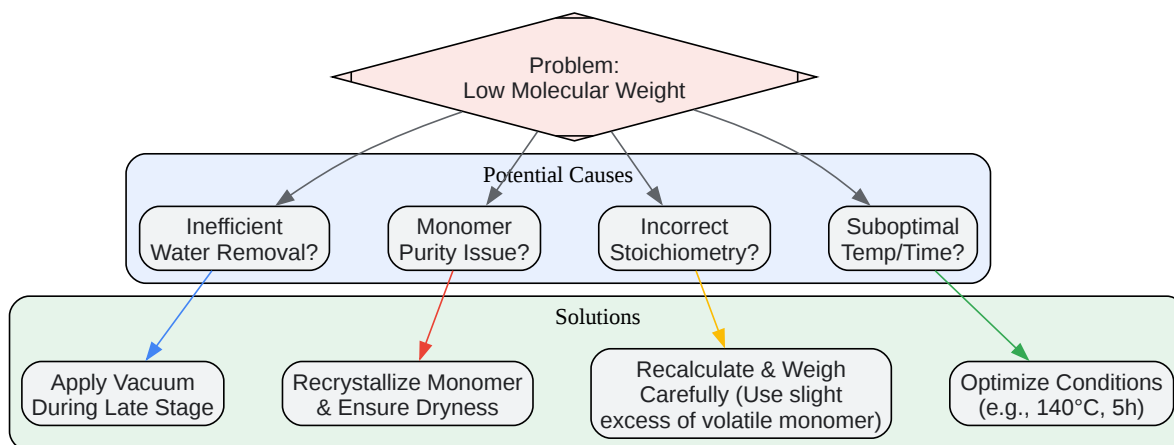 Problem:
Low Molecular Weight
Potential Causes
Inefficient
Water Removal?
Monomer
Purity Issue?
Incorrect
Stoichiometry?
Suboptimal
Temp/Time?
Solutions
Apply Vacuum
During Late Stage
Recrystallize Monomer
& Ensure Dryness
Recalculate & Weigh
Carefully (Use slight
excess of volatile monomer)
Optimize Conditions
(e.g., 140°C, 5h)